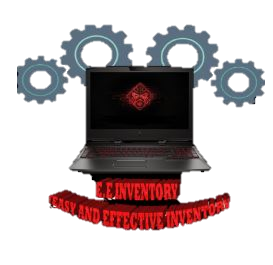 E.E INVENTORY
EASY AND EFFECTIVE INVENTORY